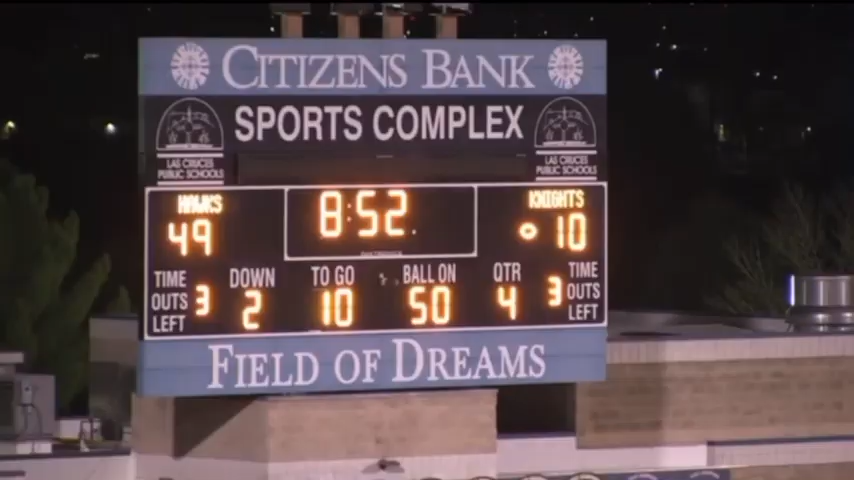 CITIZENS BANK
SPORTS COMPLEX
LAS CRUCES
PUBLIC SCHOOLS
LAS CRUCES
PUBLIC SCHOOLS
HAWKS
8:52.
KNIGHTS
49
10
TIME
OUTS
LEFT
3
DOWN
2
TO GO
10
BALL ON
50
QTR
4
3
TIME
OUTS
LEFT
FIELD OF DREAMS